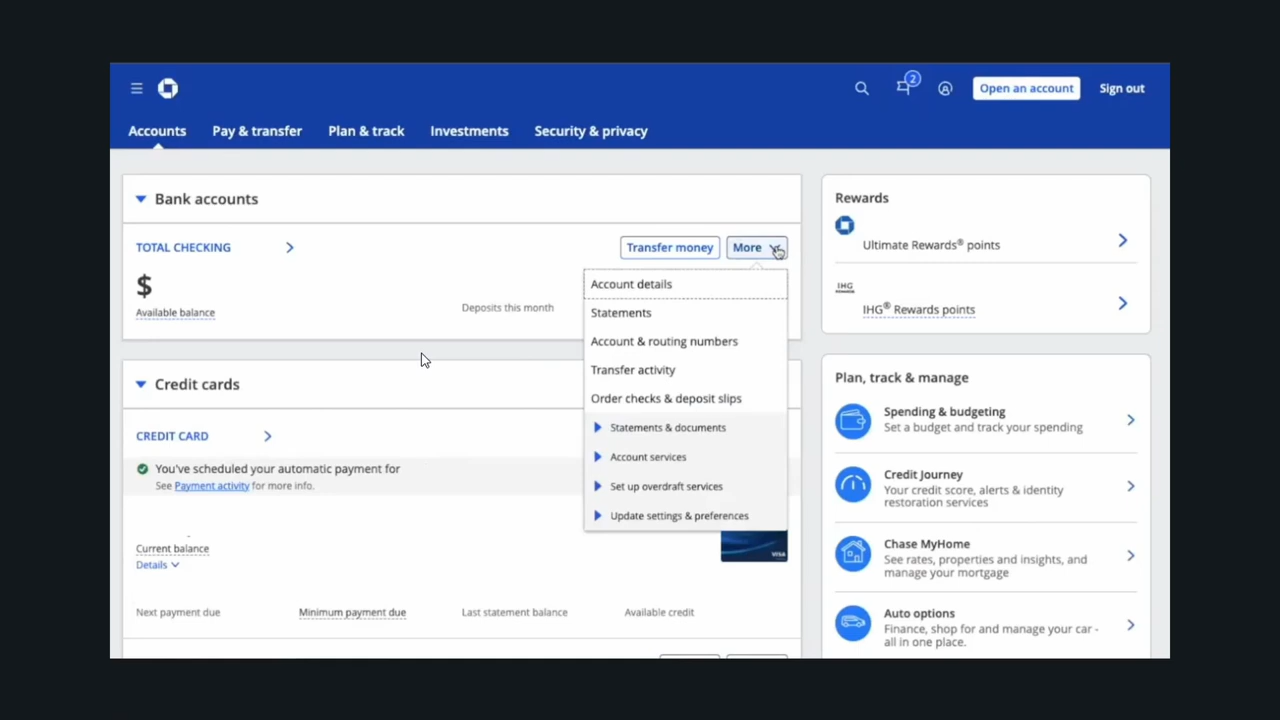 2
Open an account
Sign out
Accounts
Pay & transfer
Plan & track
Investments
Security & privacy
Bank accounts
TOTAL CHECKING
Transfer money
More
$
Available balance
Deposits this month
Account details
Statements
Account & routing numbers
Transfer activity
Order checks & deposit slips
Statements & documents
Account services
Set up overdraft services
Update settings & preferences
Credit cards
CREDIT CARD
You've scheduled your automatic payment for
See Payment activity for more info.
Current balance
Details
VISA
Next payment due
Minimum payment due
Last statement balance
Available credit
Rewards
Ultimate Rewards® points
IHG
IHG® Rewards points
Plan, track & manage
Spending & budgeting
Set a budget and track your spending
Credit Journey
Your credit score, alerts & identity
restoration services
Chase MyHome
See rates, properties and insights, and
manage your mortgage
Auto options
Finance, shop for and manage your car -
all in one place.